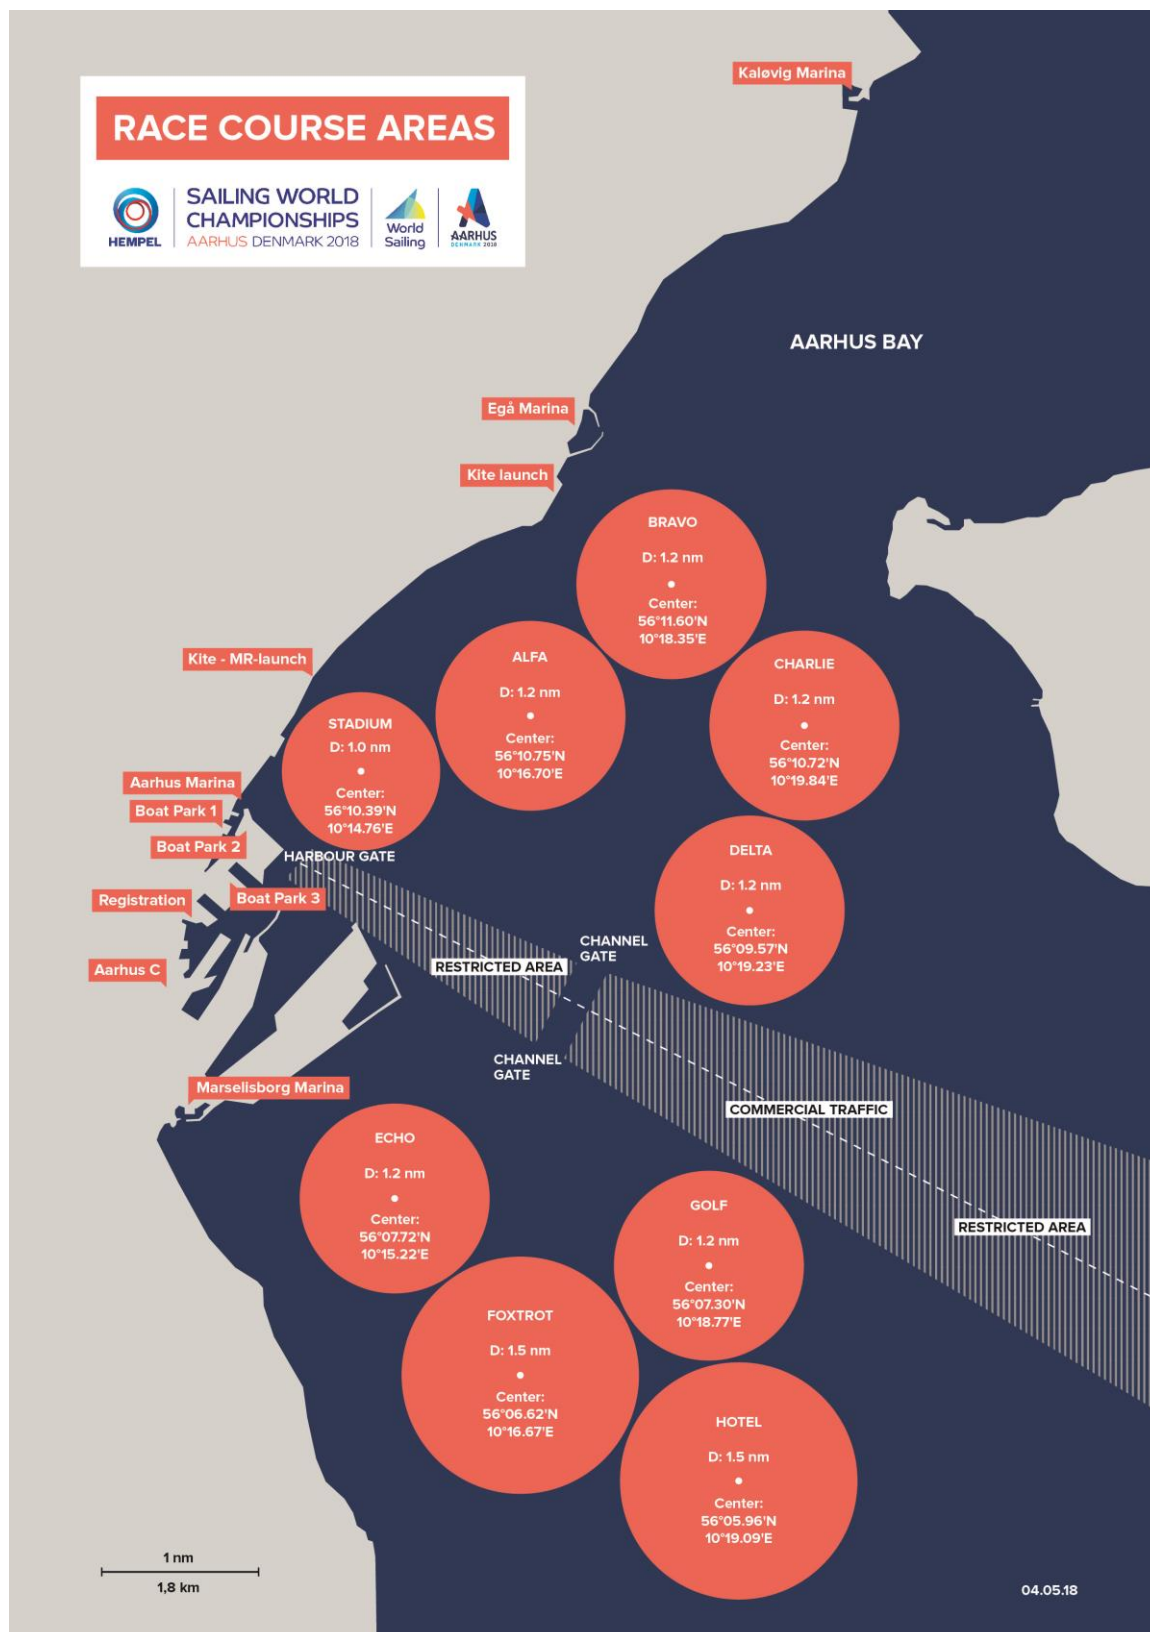 Kaløvig Marina
RACE COURSE AREAS
HEMPEL
SAILING WORLD
CHAMPIONSHIPS
AARHUS DENMARK 2018
World
Sailing
AARHUS
DENMARK 2018
AARHUS BAY
Egå Marina
Kite launch
BRAVO
D: 1.2 nm
Center:
56°11.60'N
10°18.35'E
Kite - MR-launch
ALFA
D: 1.2 nm
Center:
56°10.75'N
10°16.70'E
CHARLIE
D: 1.2 nm
Center:
56°10.72'N
10°19.84'E
STADIUM
D: 1.0 nm
Center:
56°10.39'N
10°14.76'E
Aarhus Marina
Boat Park 1
Boat Park 2
HARBOUR GATE
Boat Park 3
Registration
Aarhus C
DELTA
D: 1.2 nm
Center:
56°09.57'N
10°19.23'E
CHANNEL
GATE
RESTRICTED AREA
CHANNEL
GATE
Marselisborg Marina
COMMERCIAL TRAFFIC
RESTRICTED AREA
ECHO
D: 1.2 nm
Center:
56°07.72'N
10°15.22'E
GOLF
D: 1.2 nm
Center:
56°07.30'N
10°18.77'E
FOXTROT
D: 1.5 nm
Center:
56°06.62'N
10°16.67'E
HOTEL
D: 1.5 nm
Center:
56°05.96'N
10°19.09'E
1 nm
1,8 km
04.05.18